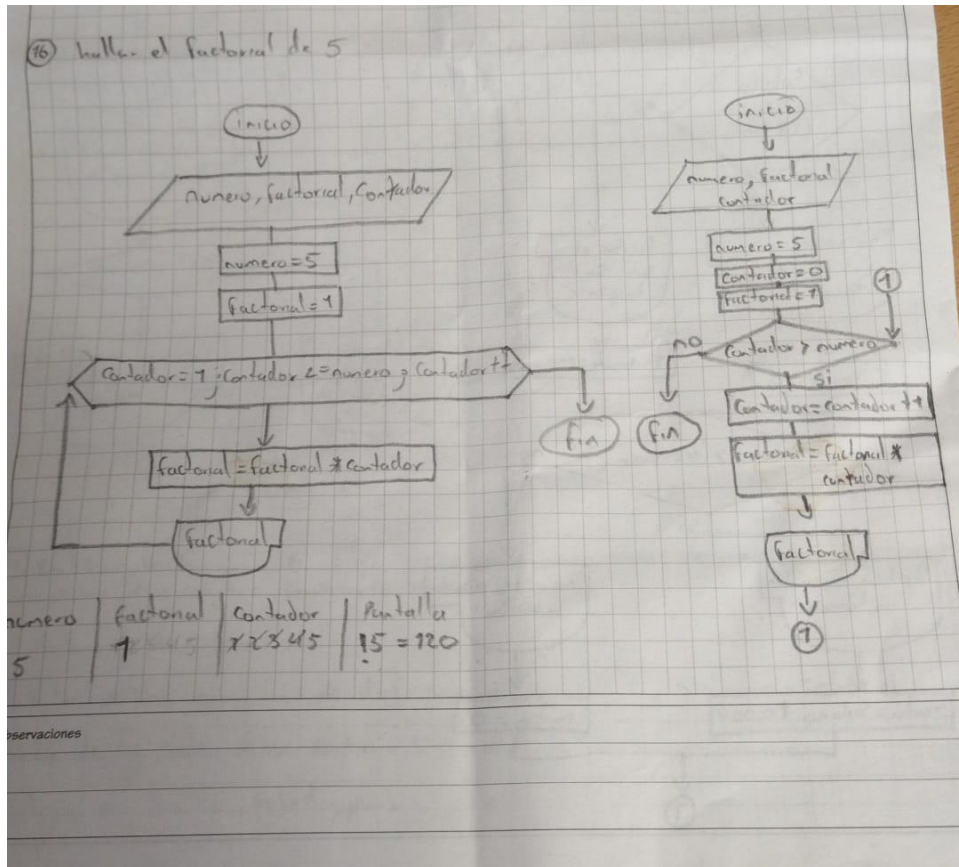 16 hallar el factorial de 5
inicio
numero, factorial, contador
numero=5
factorial=1
contador=1; contador <=numero; contador++
fin
factorial=factorial * contador
factorial
numero | factorial | contador | Pantalla
5 | 1 | 1 2 3 4 5 | !5 = 120
inicio
numero, factorial
contador
numero=5
contador=0
factorial=1
1
contador > numero
no
si
fin
contador=contador ++
factorial=factorial *
contador
factorial
1
observaciones